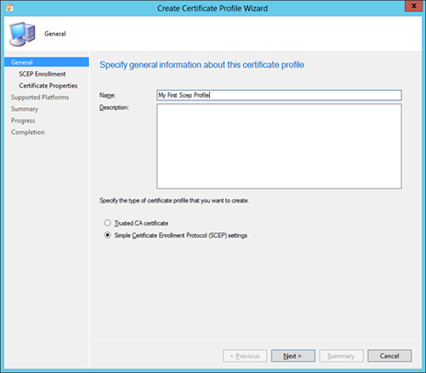 Create Certificate Profile Wizard
x
General
General
SCEP Enrollment
Certificate Properties
Supported Platforms
Summary
Progress
Completion
Specify general information about this certificate profile
Name:
My First Scep Profile
Description:
Specify the type of certificate profile that you want to create.
Trusted CA certificate
Simple Certificate Enrollment Protocol (SCEP) settings
< Previous
Next >
Summary
Cancel